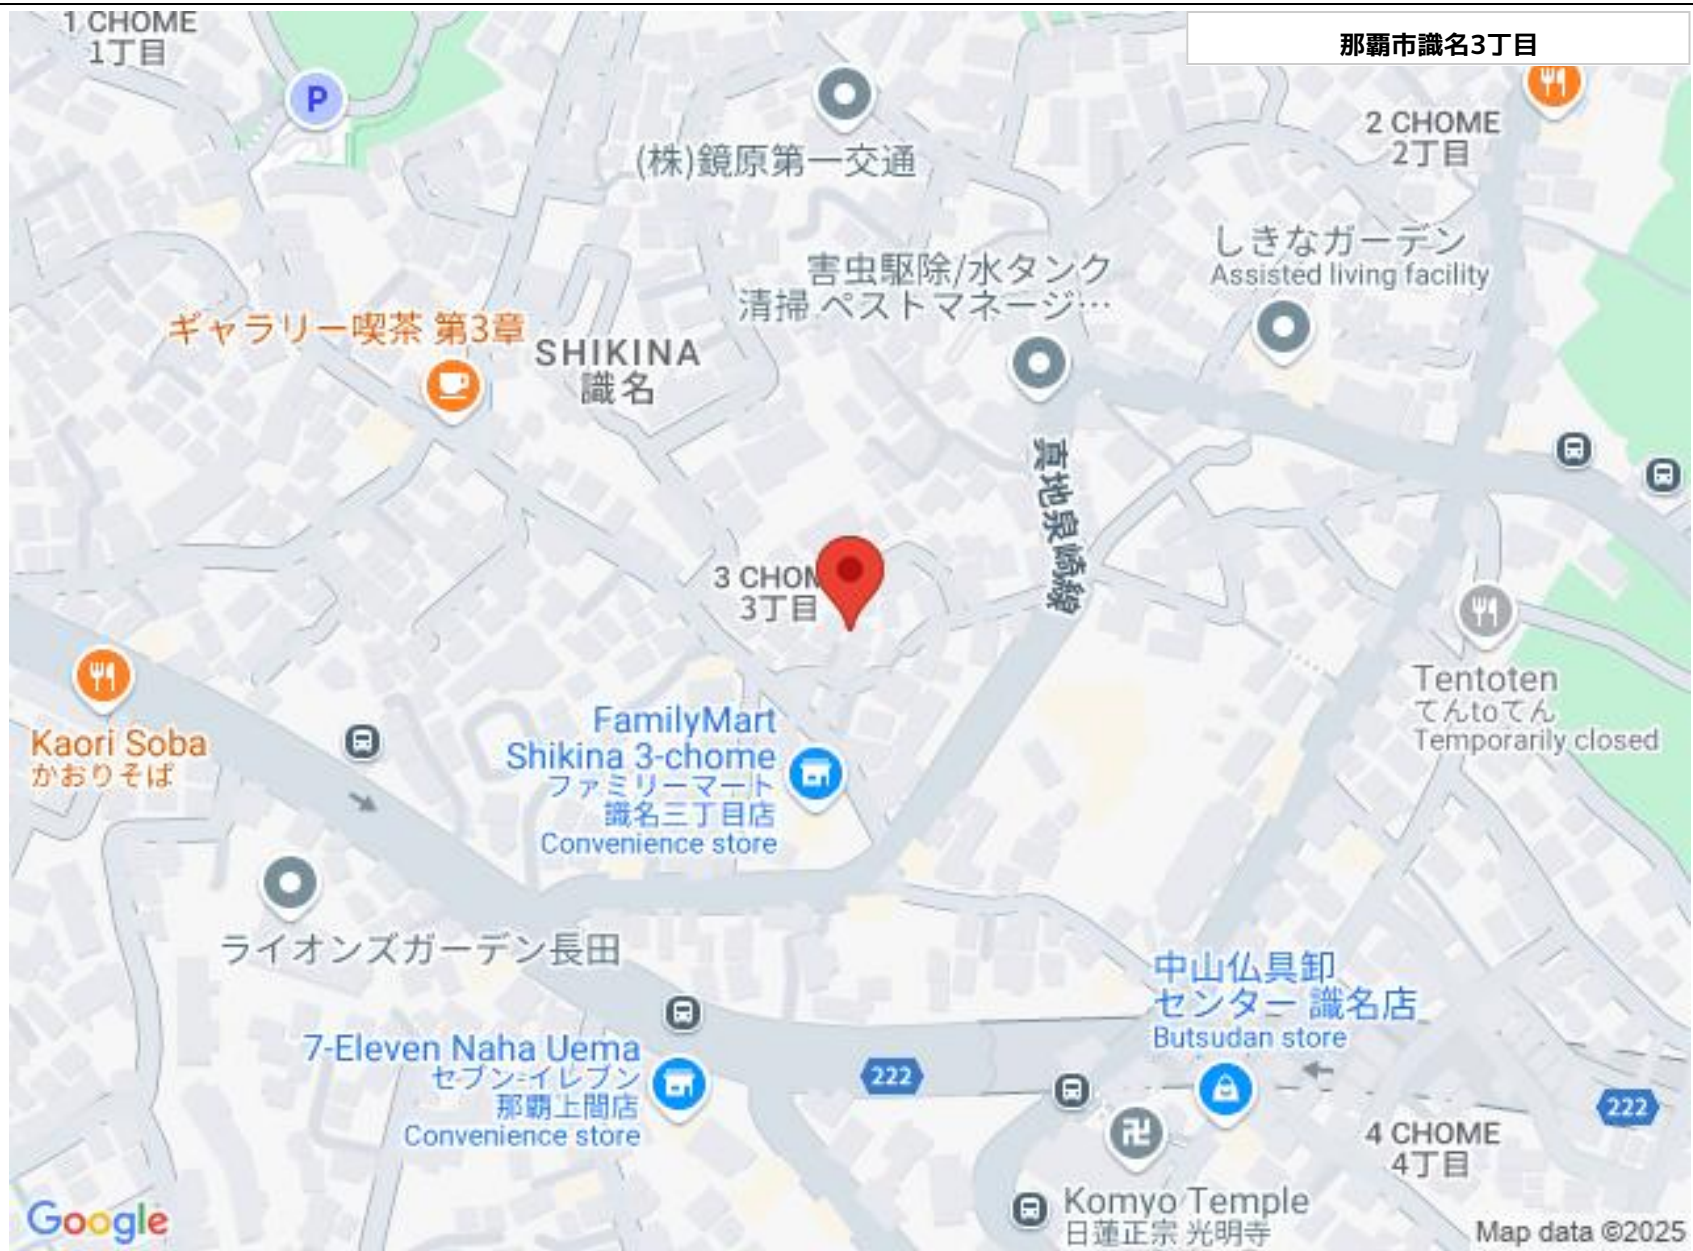 1 CHOME
1丁目
那覇市識名3丁目
P
(株)鏡原第一交通
2 CHOME
2丁目
しきなガーデン
Assisted living facility
害虫駆除/水タンク
清掃 ペストマネージ…
ギャラリー喫茶 第3章
SHIKINA
識名
真地泉崎線
3 CHOM
3丁目
Tentoten
てんtoてん
Temporarily closed
Kaori Soba
かおりそば
FamilyMart
Shikina 3-chome
ファミリーマート
識名三丁目店
Convenience store
ライオンズガーデン長田
中山仏具卸
センター 識名店
Butsudan store
7-Eleven Naha Uema
セブン-イレブン
那覇上間店
Convenience store
222
222
4 CHOME
4丁目
Komyo Temple
日蓮正宗 光明寺
Google
Map data ©2025